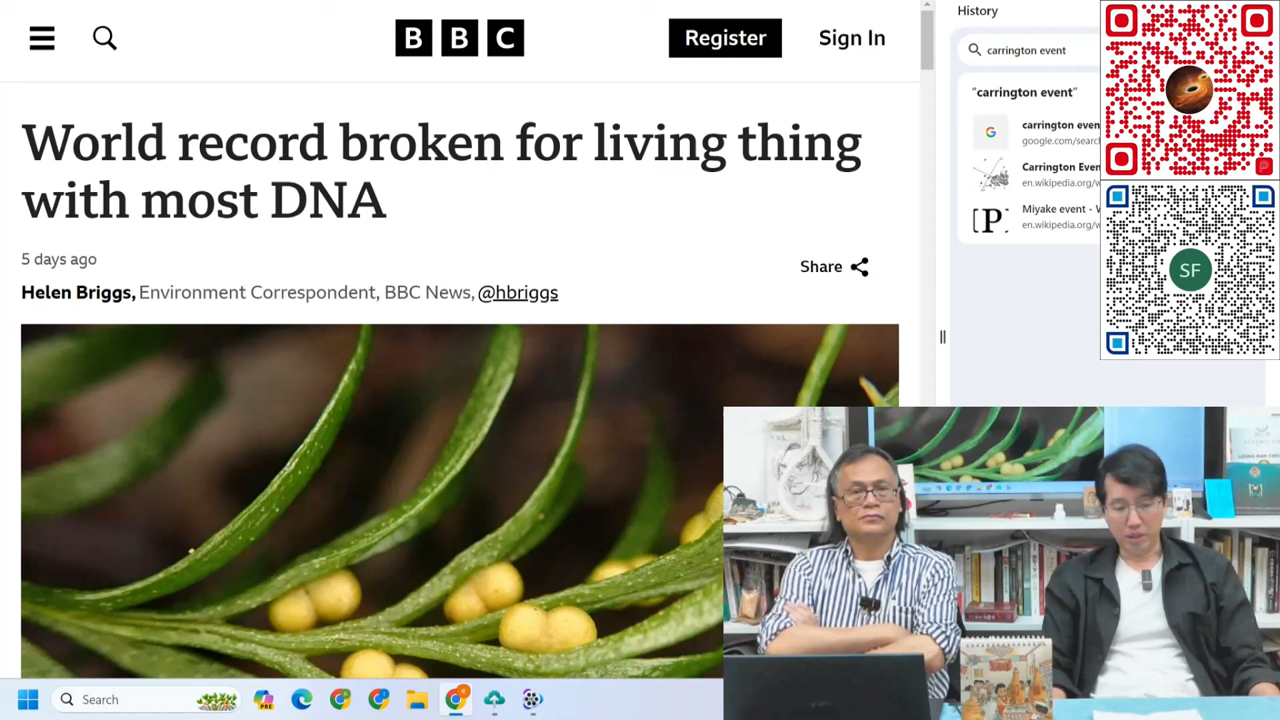 BBC
Register
Sign In
World record broken for living thing
with most DNA
5 days ago
Share
Helen Briggs, Environment Correspondent, BBC News, @hbriggs
History
carrington event
"carrington event"
carrington even
google.com/searc
Carrington Even
en.wikipedia.org/w
Miyake event - W
en.wikipedia.org/w
[P]
G
SF
Search
PRE